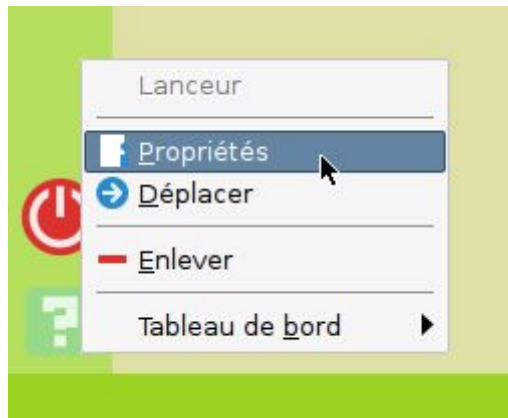 Lanceur
Propriétés
Déplacer
Enlever
Tableau de bord